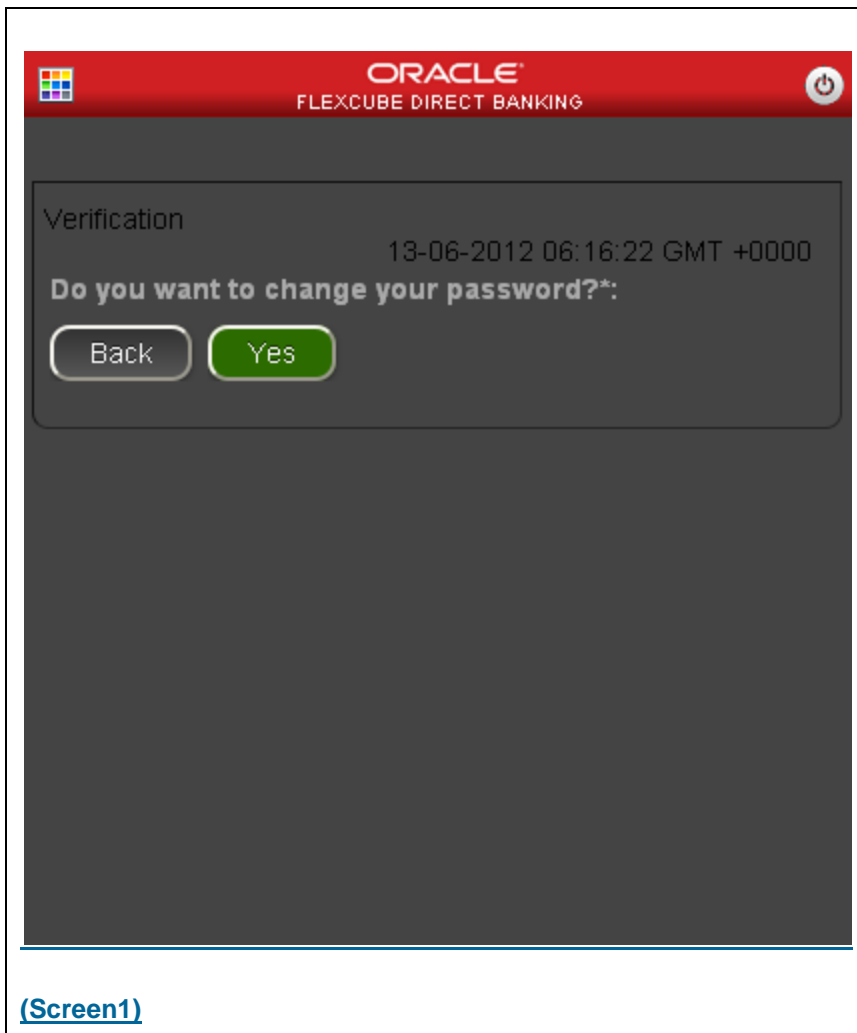 ORACLE
FLEXCUBE DIRECT BANKING
Verification
13-06-2012 06:16:22 GMT +0000
Do you want to change your password?*:
Back Yes
(Screen1)